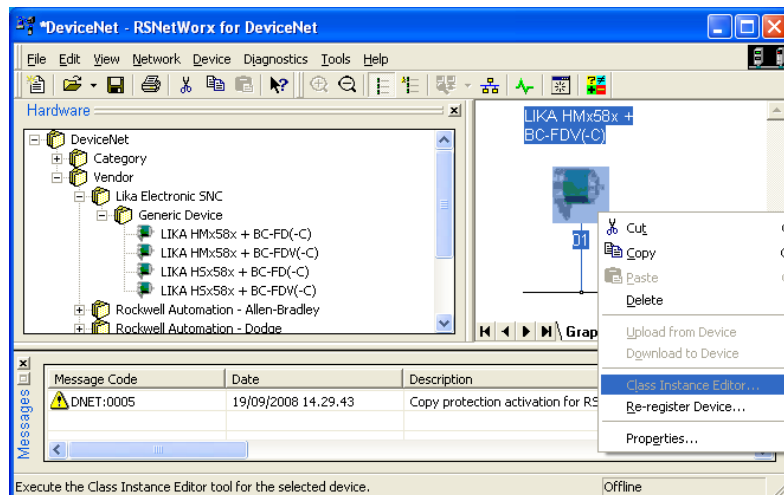 *DeviceNet - RSNetWorx for DeviceNet
File Edit View Network Device Diagnostics Tools Help
Hardware
DeviceNet
Category
Vendor
Lika Electronic SNC
Generic Device
LIKA HMx58x + BC-FD(-C)
LIKA HMx58x + BC-FDV(-C)
LIKA HSx58x + BC-FD(-C)
LIKA HSx58x + BC-FDV(-C)
Rockwell Automation - Allen-Bradley
Rockwell Automation - Dodge
LIKA HMx58x +
BC-FDV(-C)
01
Cut
Copy
Paste
Delete
Upload from Device
Download to Device
Class Instance Editor...
Re-register Device...
Properties...
Grap
Messages
Message Code Date Description
DNET:0005 19/09/2008 14.29.43 Copy protection activation for RS
Execute the Class Instance Editor tool for the selected device. Offline